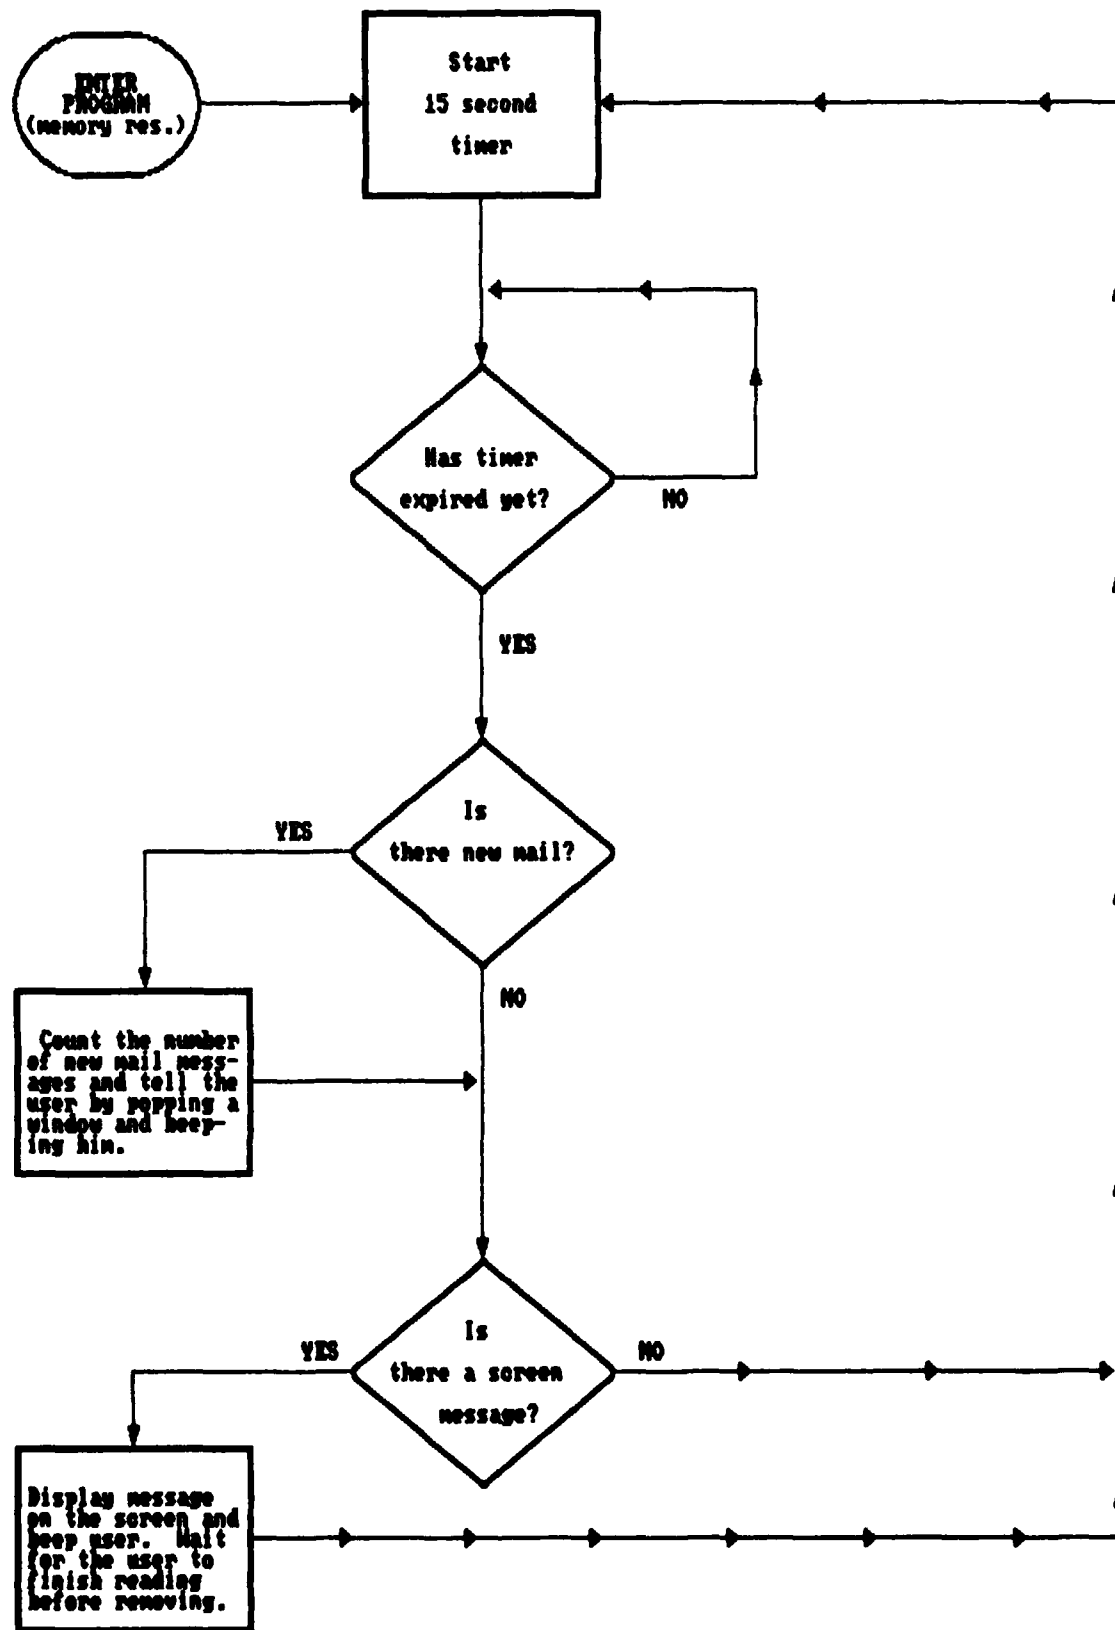 ENTER
PROGRAM
(memory res.)
Start
15 second
timer
Has timer
expired yet?
NO
YES
Is
there new mail?
YES
NO
Count the number
of new mail mess-
ages and tell the
user by popping a
window and beep-
ing him.
Is
there a screen
message?
YES
NO
Display message
on the screen and
beep user. Wait
for the user to
finish reading
before removing.